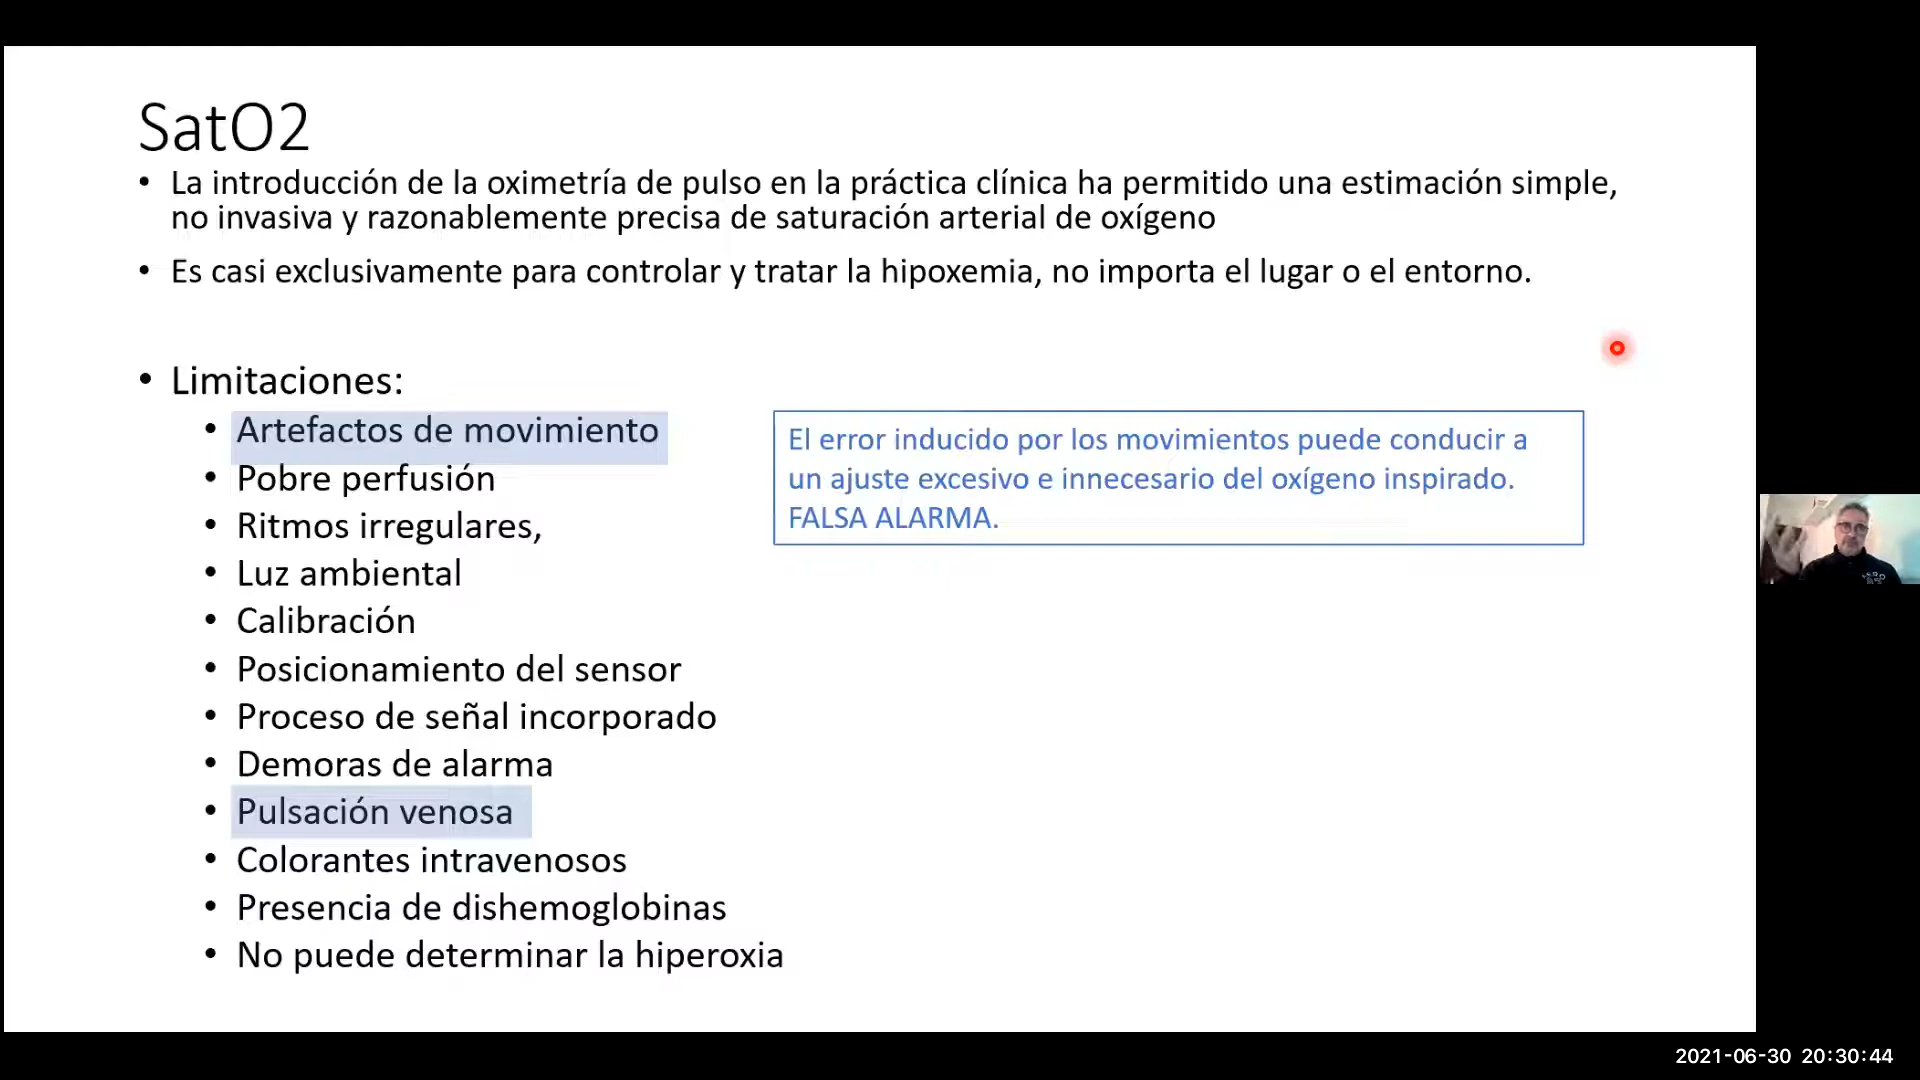 SatO2
• La introducción de la oximetría de pulso en la práctica clínica ha permitido una estimación simple,
no invasiva y razonablemente precisa de saturación arterial de oxígeno
• Es casi exclusivamente para controlar y tratar la hipoxemia, no importa el lugar o el entorno.
• Limitaciones:
• Artefactos de movimiento
• Pobre perfusión
• Ritmos irregulares,
• Luz ambiental
• Calibración
• Posicionamiento del sensor
• Proceso de señal incorporado
• Demoras de alarma
• Pulsación venosa
• Colorantes intravenosos
• Presencia de dishemoglobinas
• No puede determinar la hiperoxia
El error inducido por los movimientos puede conducir a
un ajuste excesivo e innecesario del oxígeno inspirado.
FALSA ALARMA.
2021-06-30 20:30:44